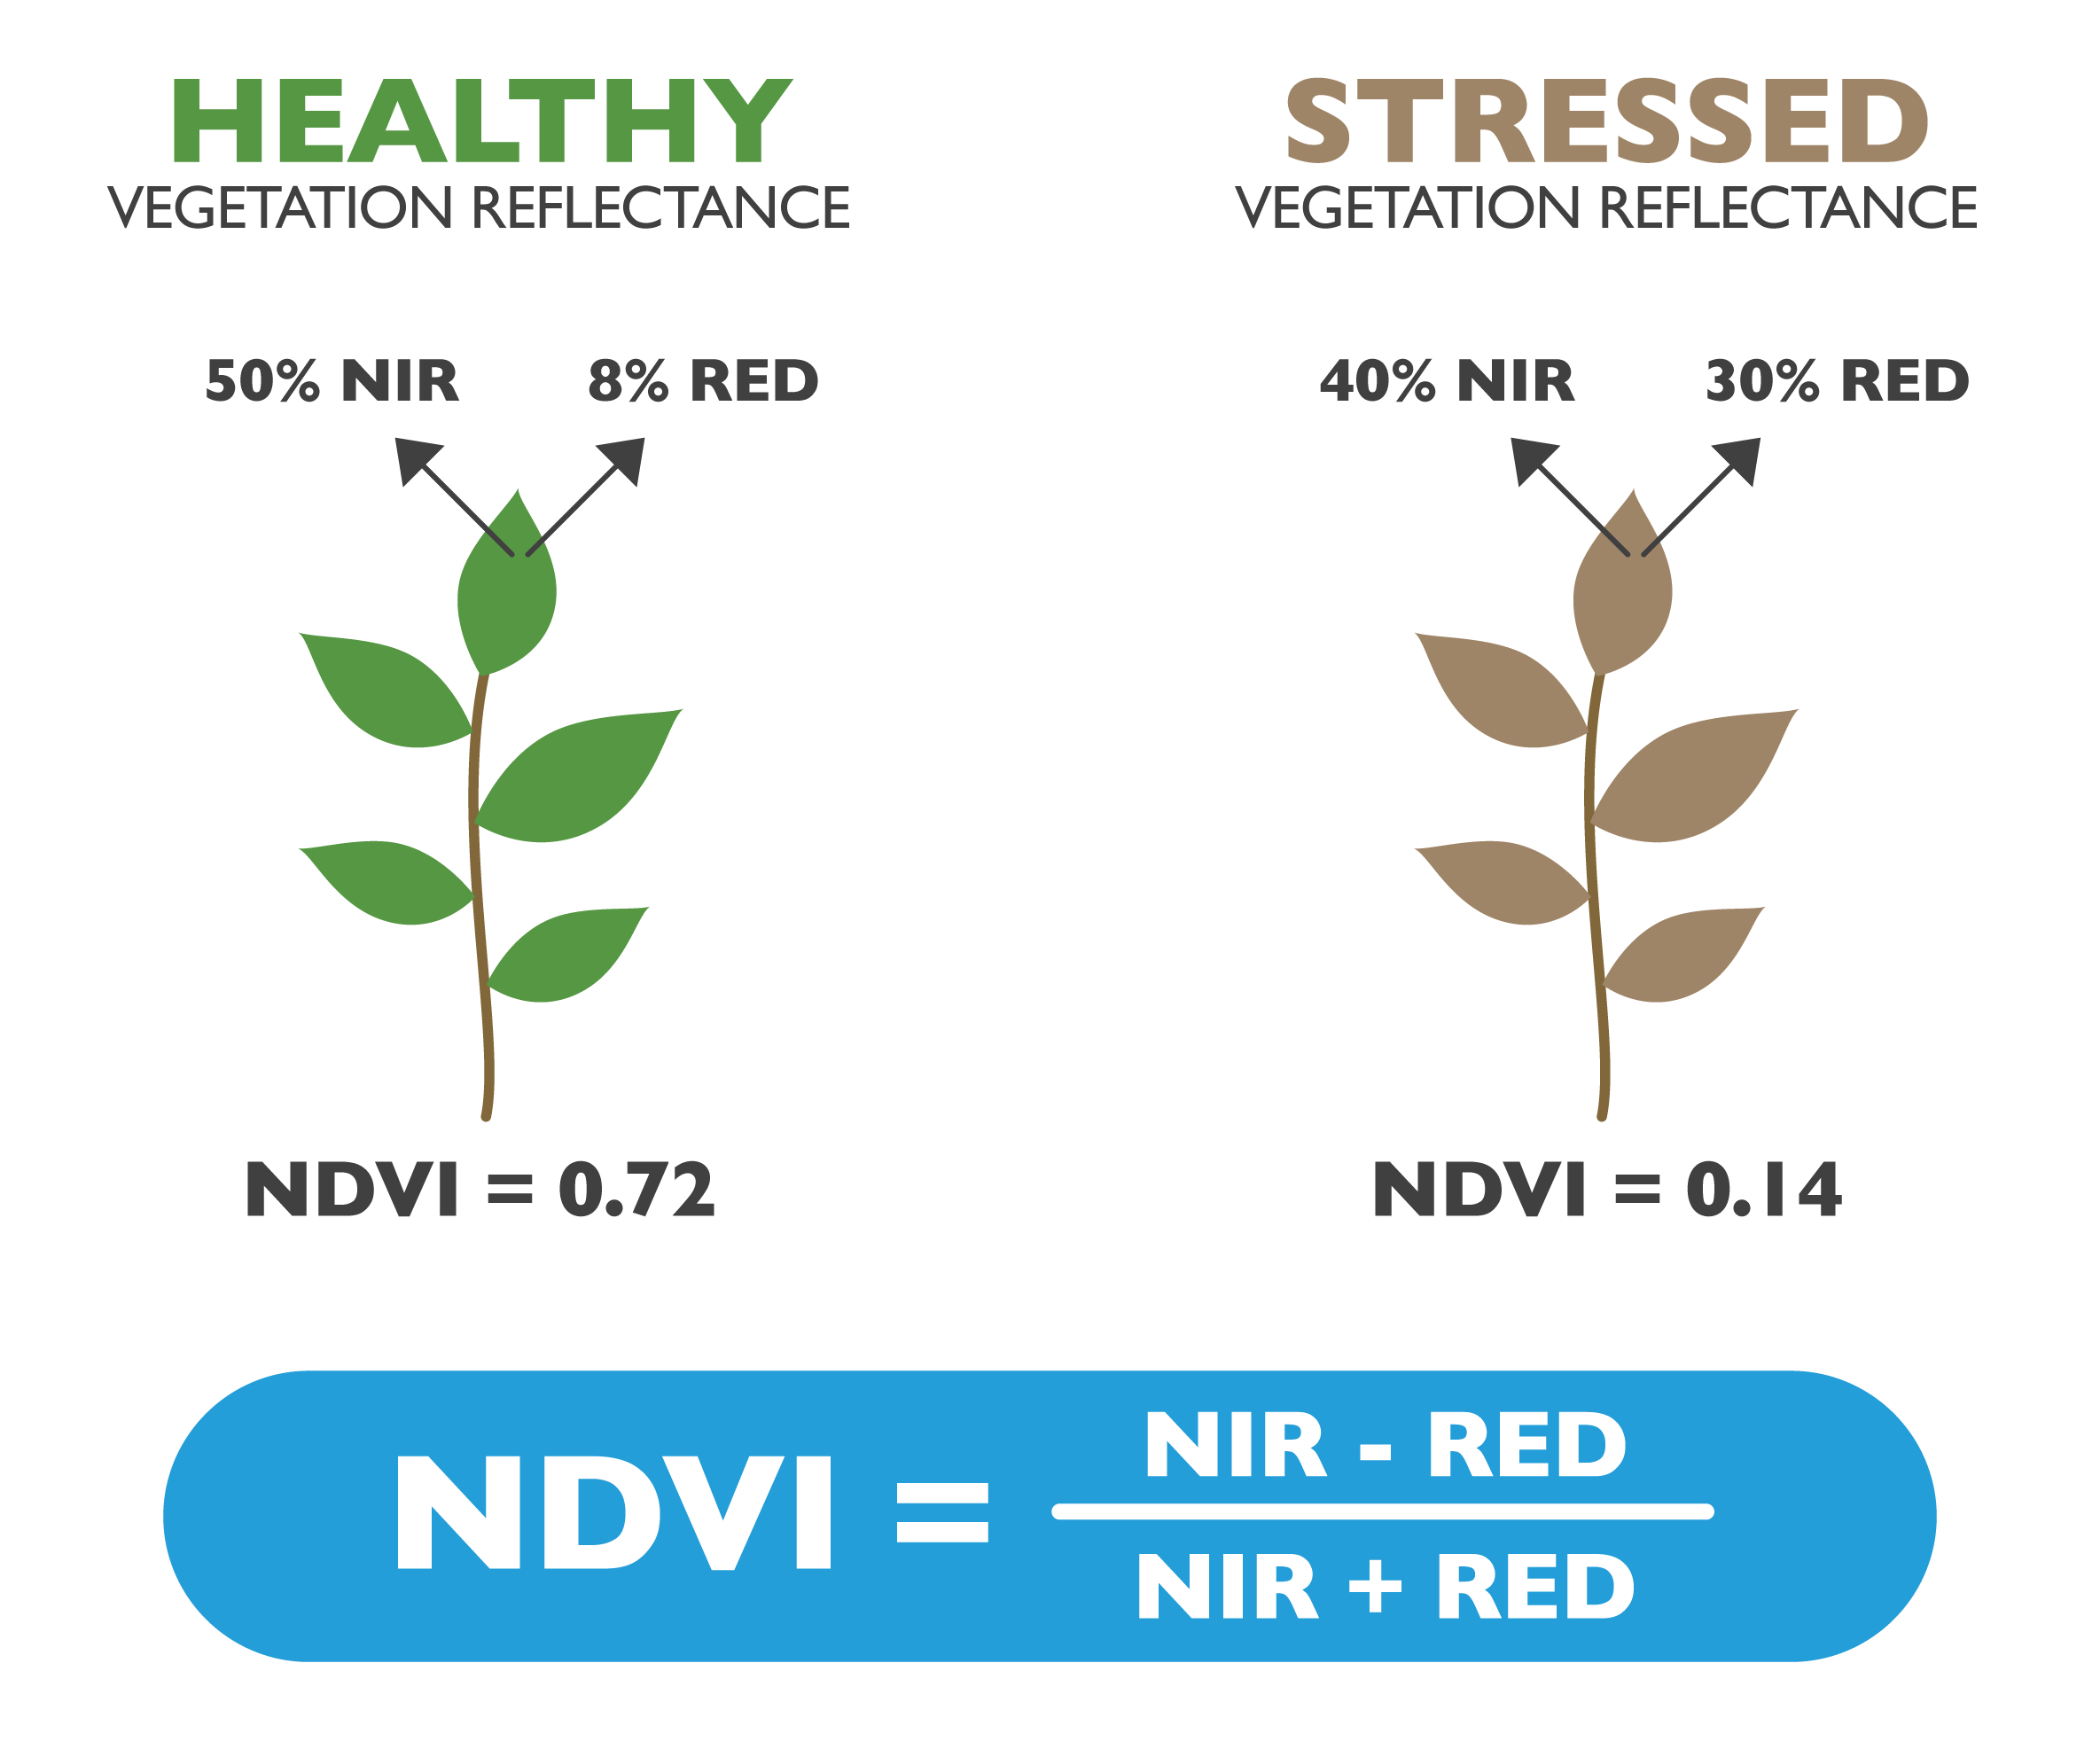 HEALTHY
VEGETATION REFLECTANCE
50% NIR
8% RED
NDVI = 0.72
STRESSED
VEGETATION REFLECTANCE
40% NIR
30% RED
NDVI = 0.14
NDVI =
NIR - RED
NIR + RED